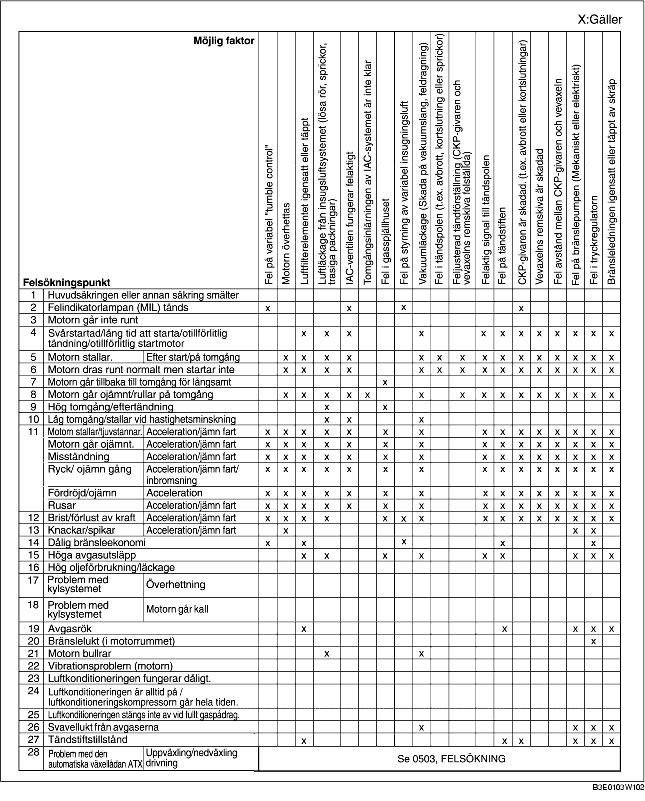 X:Gäller
Möjlig faktor
Felsökningspunkt
Fel på variabel "tumble control"
Motorn överhettas
Luftfilterelementet igensatt eller täppt
Luftläckage från insugsluftsystemet (lösa rör, sprickor,
trasiga packningar)
IAC-ventilen fungerar felaktigt
Tomgångsinlärningen av IAC-systemet är inte klar
Fel i gasspjällhuset
Fel på styrning av variabel insugningsluft
Vakuumläckage (Skada på vakuumslang, feldragning)
Fel i tändspolen (t.ex. avbrott, kortslutning eller sprickor)
Feljusterad tändförställning (CKP-givaren och
vevaxelns remskiva felställda)
Felaktig signal till tändspolen
Fel på tändstiften
CKP-givaren är skadad. (t.ex. avbrott eller kortslutningar)
Vevaxelns remskiva är skadad
Fel avstånd mellan CKP-givaren och vevaxeln
Fel på bränslepumpen (Mekaniskt eller elektriskt)
Fel i tryckregulatorn
Bränsleledningen igensatt eller täppt av skräp
1 Huvudsäkringen eller annan säkring smälter
2 Felindikatorlampan (MIL) tänds x x x x
3 Motorn går inte runt
4 Svårstartad/lång tid att starta/otillförlitlig
tändning/otillförlitlig startmotor x x x x x x x x x x x x
5 Motorn stallar. Efter start/på tomgång x x x x x x x x x x x x x x x
6 Motorn dras runt normalt men startar inte x x x x x x x x x x x x x x x
7 Motorn går tillbaka till tomgång för långsamt x
8 Motorn går ojämnt/rullar på tomgång x x x x x x x x x x x x x x x
9 Hög tomgång/eftertändning x x
10 Låg tomgång/stallar vid hastighetsminskning x x x
11 Motorn stallar/tjuvstannar. Acceleration/jämn fart x x x x x x x x x x x x x x x
Motorn går ojämnt. Acceleration/jämn fart x x x x x x x x x x x x x x x
Misständning Acceleration/jämn fart x x x x x x x x x x x x x x x
Ryck/ ojämn gång Acceleration/jämn fart/
inbromsning x x x x x x x x x x x x x x x
Fördröjd/ojämn Acceleration x x x x x x x x x x x x x x x
Rusar Acceleration/jämn fart x x x x x x x x x x x x x x x
12 Brist/förlust av kraft Acceleration/jämn fart x x x x x x x x x x x x x x x
13 Knackar/spikar Acceleration/jämn fart x x x
14 Dålig bränsleekonomi x x x x x
15 Höga avgasutsläpp x x x x x x x x x
16 Hög oljeförbrukning/läckage
17 Problem med
kylsystemet Överhettning
18 Problem med
kylsystemet Motorn går kall
19 Avgasrök x x x x x
20 Bränslelukt (i motorrummet) x
21 Motorn bullrar x x
22 Vibrationsproblem (motorn)
23 Luftkonditioneringen fungerar dåligt.
24 Luftkonditioneringen är alltid på /
luftkonditioneringskompressorn går hela tiden.
25 Luftkonditioneringen stängs inte av vid fullt gaspådrag.
26 Svavellukt från avgaserna x x x x
27 Tändstiftstillstånd x x x x x x
28 Problem med den
automatiska växellådan ATX Uppväxling/nedväxling
drivning
Se 0503, FELSÖKNING
B3E0103W102